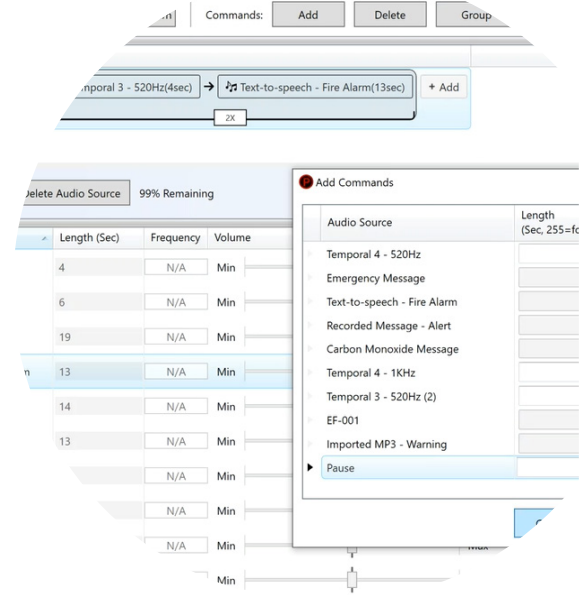 Commands: Add Delete Group
3 - 520Hz(4sec) → Text-to-speech - Fire Alarm(13sec) + Add
2X
Delete Audio Source 99% Remaining
Length (Sec) Frequency Volume
4 N/A Min
6 N/A Min
19 N/A Min
13 N/A Min
14 N/A Min
13 N/A Min
N/A Min
N/A Min
N/A Min
Min
Add Commands
Audio Source Length
(Sec, 255=
Temporal 4 - 520Hz
Emergency Message
Text-to-speech - Fire Alarm
Recorded Message - Alert
Carbon Monoxide Message
Temporal 4 - 1KHz
Temporal 3 - 520Hz (2)
EF-001
Imported MP3 - Warning
Pause